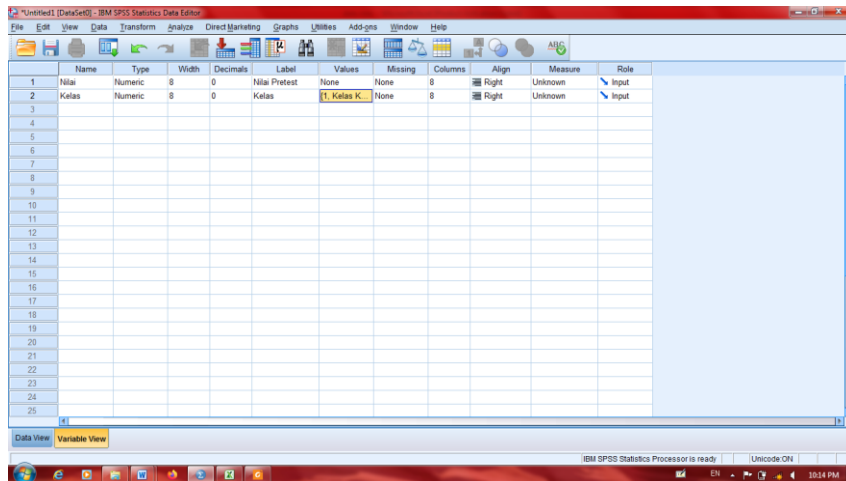 *Untitled1 [DataSet0] - IBM SPSS Statistics Data Editor
File Edit View Data Transform Analyze Direct Marketing Graphs Utilities Add-ons Window Help
Name Type Width Decimals Label Values Missing Columns Align Measure Role
1 Nilai Numeric 8 0 Nilai Pretest None None 8 Right Unknown Input
2 Kelas Numeric 8 0 Kelas {1, Kelas K... None 8 Right Unknown Input
3
4
5
6
7
8
9
10
11
12
13
14
15
16
17
18
19
20
21
22
23
24
25
Data View Variable View
IBM SPSS Statistics Processor is ready Unicode:ON
EN 10:14 PM